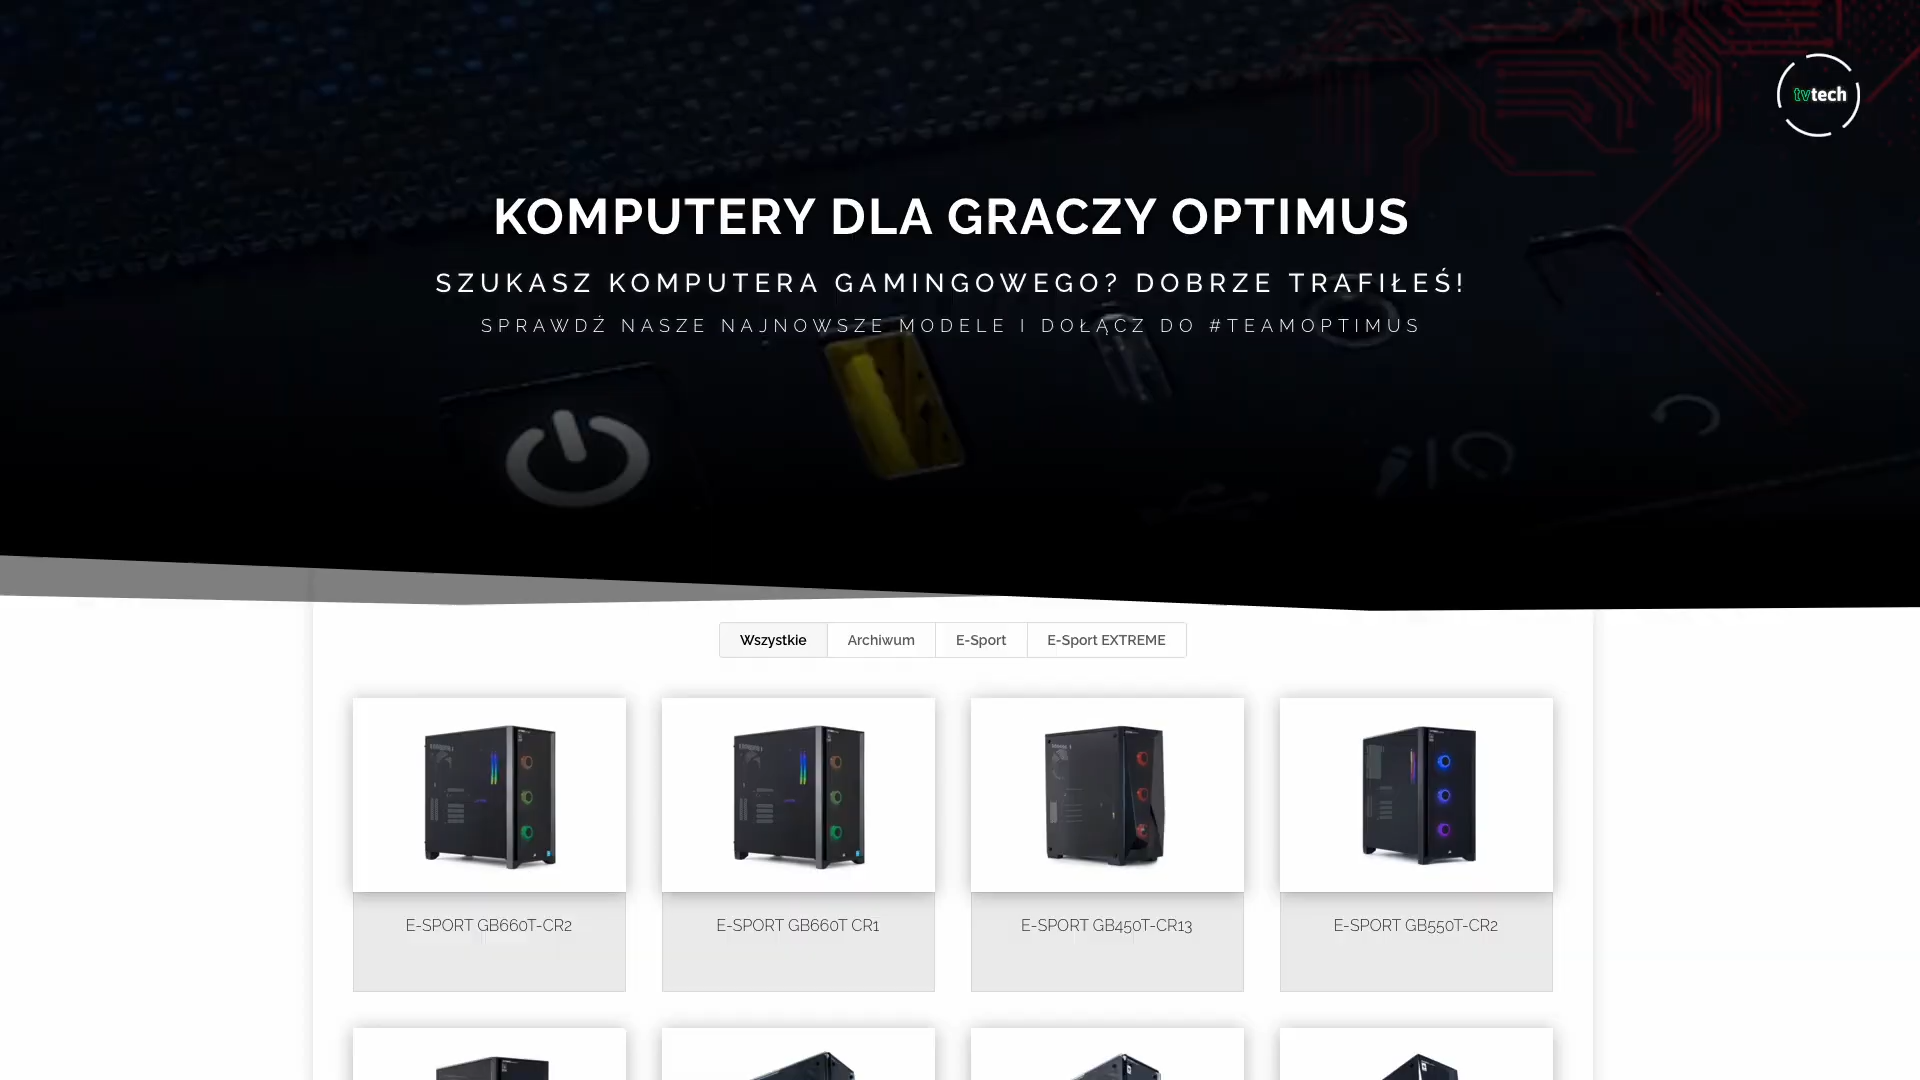 tvtech
KOMPUTERY DLA GRACZY OPTIMUS
SZUKASZ KOMPUTERA GAMINGOWEGO? DOBRZE TRAFIŁEŚ!
SPRAWDŹ NASZE NAJNOWSZE MODELE I DOŁĄCZ DO #TEAMOPTIMUS
Wszystkie Archiwum E-Sport E-Sport EXTREME
E-SPORT GB660T-CR2 E-SPORT GB660T CR1 E-SPORT GB450T-CR13 E-SPORT GB550T-CR2